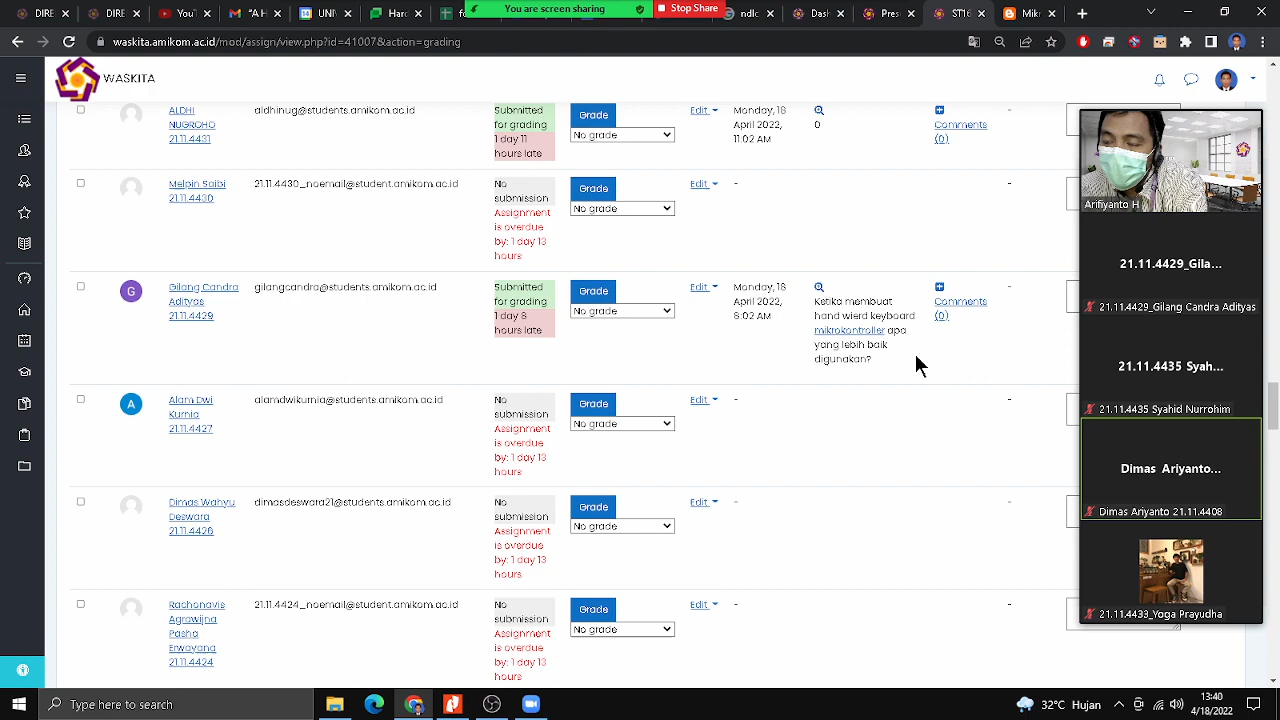 DIRE
DIRE
You
"A H
14
UNI
Har
You are screen sharing
Stop Share
ndlc
Das
Pre
ST
Mik
waskita.amikom.ac.id/mod/assign/view.php?id=41007&action=grading
WASKITA
ALDHI
NUGROHO
21.11.4431
aldhinug@students.amikom.ac.id
Submitted
for grading
1 day 11
hours late
Grade
No grade
Edit
Monday, 18
April 2022,
11:02 AM
0
Comments
(0)
-
Melpin Saibi
21.11.4430
21.11.4430_noemail@student.amikom.ac.id
No
submission
Assignment
is overdue
by: 1 day 13
hours
Grade
No grade
Edit
-
-
G
Gilang Candra
Adityas
21.11.4429
gilangcandra@students.amikom.ac.id
Submitted
for grading
1 day 8
hours late
Grade
No grade
Edit
Monday, 18
April 2022,
8:02 AM
Ketika membuat
hand wierd keyboard
mikrokontroller apa
yang lebih baik
digunakan?
Comments
(0)
-
A
Alam Dwi
Kurnia
21.11.4427
alamdwikurnia@students.amikom.ac.id
No
submission
Assignment
is overdue
by: 1 day 13
hours
Grade
No grade
Edit
-
-
Dimas Wahyu
Deswara
21.11.4426
dimasdeswara21@students.amikom.ac.id
No
submission
Assignment
is overdue
by: 1 day 13
hours
Grade
No grade
Edit
-
-
Rachonavis
Agrawijna
Pasha
Erwayana
21.11.4424
21.11.4424_noemail@student.amikom.ac.id
No
submission
Assignment
is overdue
by: 1 day 13
hours
Grade
No grade
Edit
-
-
Arifiyanto H
21.11.4429_Gila...
21.11.4429_Gilang Candra Adityas
21.11.4435 Syah...
21.11.4435 Syahid Nurrohim
Dimas Ariyanto...
Dimas Ariyanto 21.11.4408
21.11.4433_Yoga Prayudha
Type here to search
32°C Hujan
13:40
4/18/2022